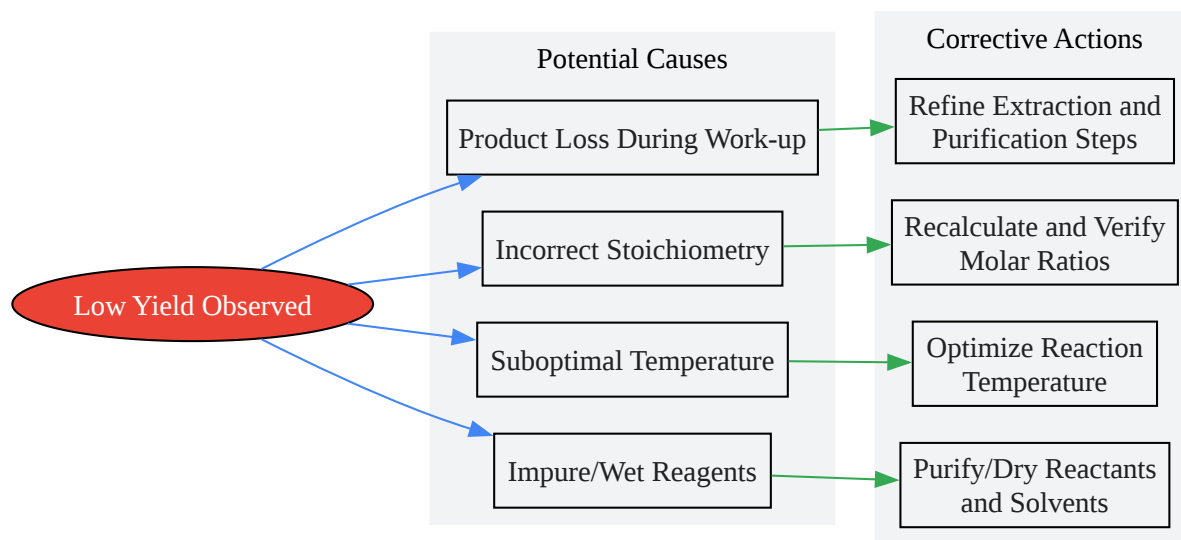 Low Yield Observed
Potential Causes
Product Loss During Work-up
Incorrect Stoichiometry
Suboptimal Temperature
Impure/Wet Reagents
Corrective Actions
Refine Extraction and
Purification Steps
Recalculate and Verify
Molar Ratios
Optimize Reaction
Temperature
Purify/Dry Reactants
and Solvents